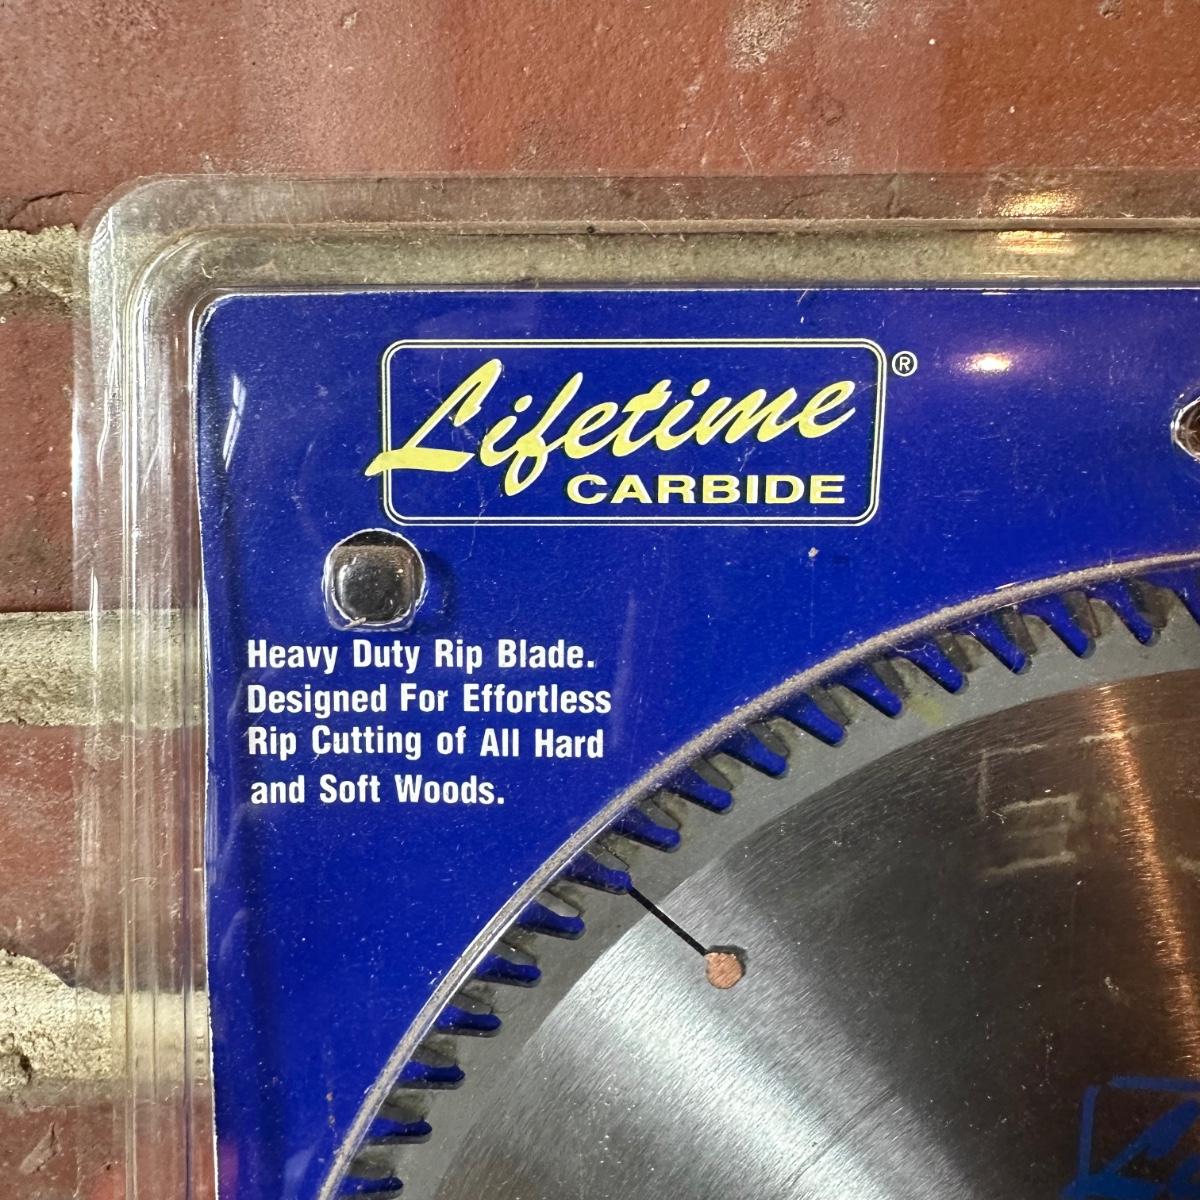 Lifetime ®
CARBIDE
Heavy Duty Rip Blade.
Designed For Effortless
Rip Cutting of All Hard
and Soft Woods.